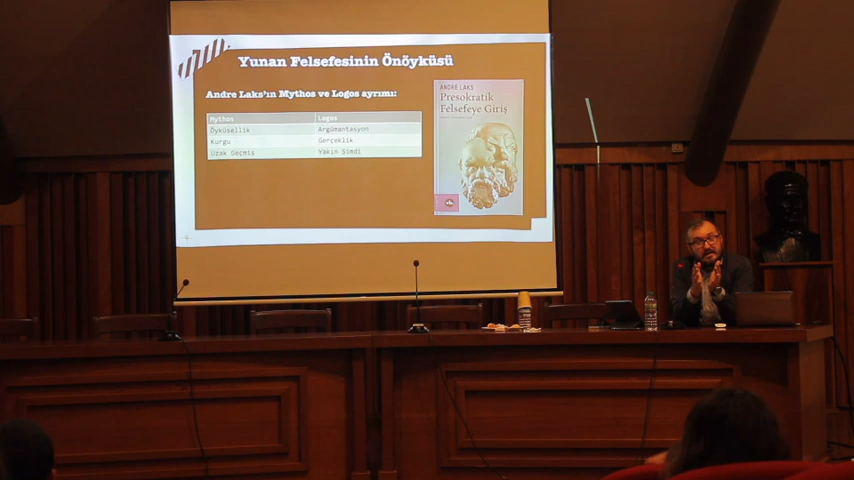 Yunan Felsefesinin Önöyküsü
Andre Laks'ın Mythos ve Logos ayrımı:
Mythos Logos
Öyküsellik Argümantasyon
Kurgu Gerçeklik
Uzak Geçmiş Yakın Şimdi
ANDRE LAKS
Presokratik
Felsefeye Giriş